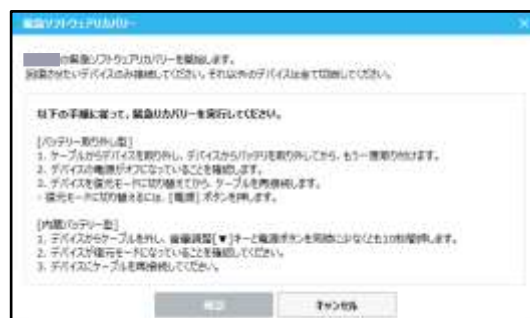 緊急ソフトウェアリカバリー
の緊急ソフトウェアリカバリーを開始します。
回復させたいデバイスのみ接続してください。それ以外のデバイスは全て切断してください。
以下の手順に従って、緊急リカバリーを実行してください。
[バッテリー取り外し型]
1. ケーブルからデバイスを取り外し、デバイスからバッテリを取り外してから、もう一度取り付けます。
2. デバイスの電源がオフになっていることを確認します。
3. デバイスを復元モードに切り替えてから、ケーブルを再接続します。
- 復元モードに切り替えるには、[電源] ボタンを押します。
[内蔵バッテリー型]
1. デバイスからケーブルを外し、音量調整[▼]キーと電源ボタンを同時に少なくとも10秒間押します。
2. デバイスが復元モードになっていることを確認してください。
3. デバイスにケーブルを再接続してください。
確認
キャンセル